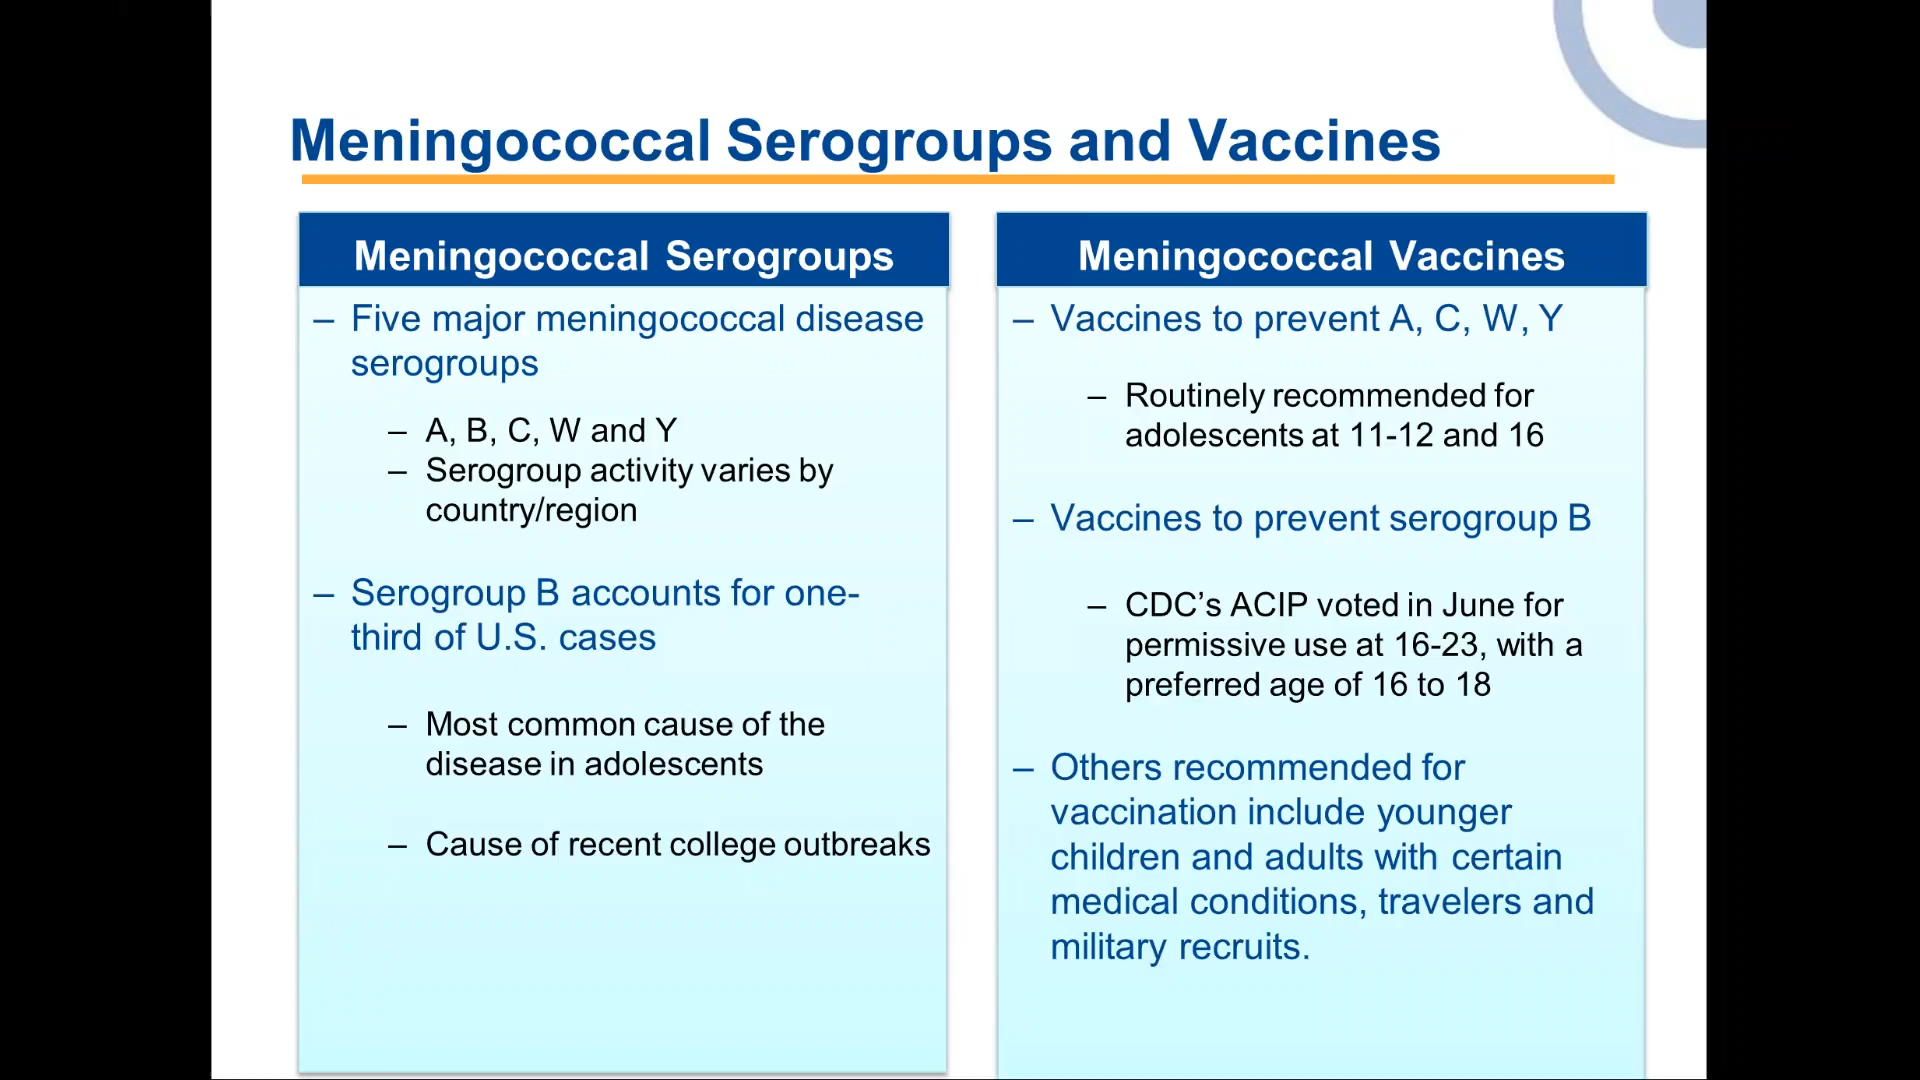 Meningococcal Serogroups and Vaccines
Meningococcal Serogroups
– Five major meningococcal disease
serogroups
– A, B, C, W and Y
– Serogroup activity varies by
country/region
– Serogroup B accounts for one-
third of U.S. cases
– Most common cause of the
disease in adolescents
– Cause of recent college outbreaks
Meningococcal Vaccines
– Vaccines to prevent A, C, W, Y
– Routinely recommended for
adolescents at 11-12 and 16
– Vaccines to prevent serogroup B
– CDC’s ACIP voted in June for
permissive use at 16-23, with a
preferred age of 16 to 18
– Others recommended for
vaccination include younger
children and adults with certain
medical conditions, travelers and
military recruits.